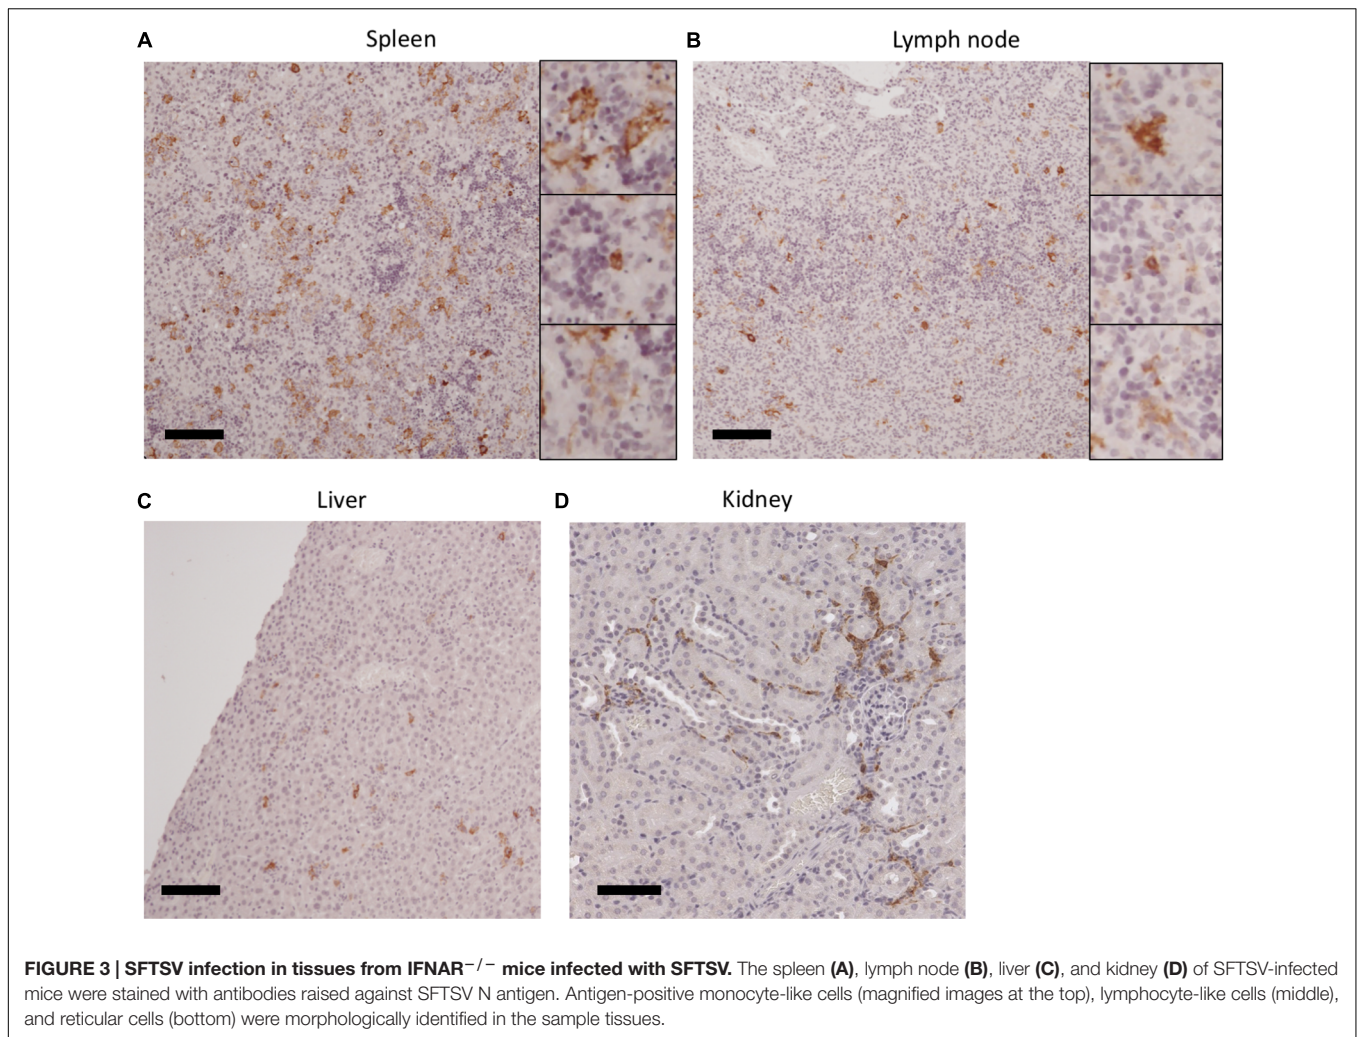 A Spleen
B Lymph node
C Liver
D Kidney
FIGURE 3 | SFTSV infection in tissues from IFNAR−/− mice infected with SFTSV. The spleen (A), lymph node (B), liver (C), and kidney (D) of SFTSV-infected
mice were stained with antibodies raised against SFTSV N antigen. Antigen-positive monocyte-like cells (magnified images at the top), lymphocyte-like cells (middle),
and reticular cells (bottom) were morphologically identified in the sample tissues.